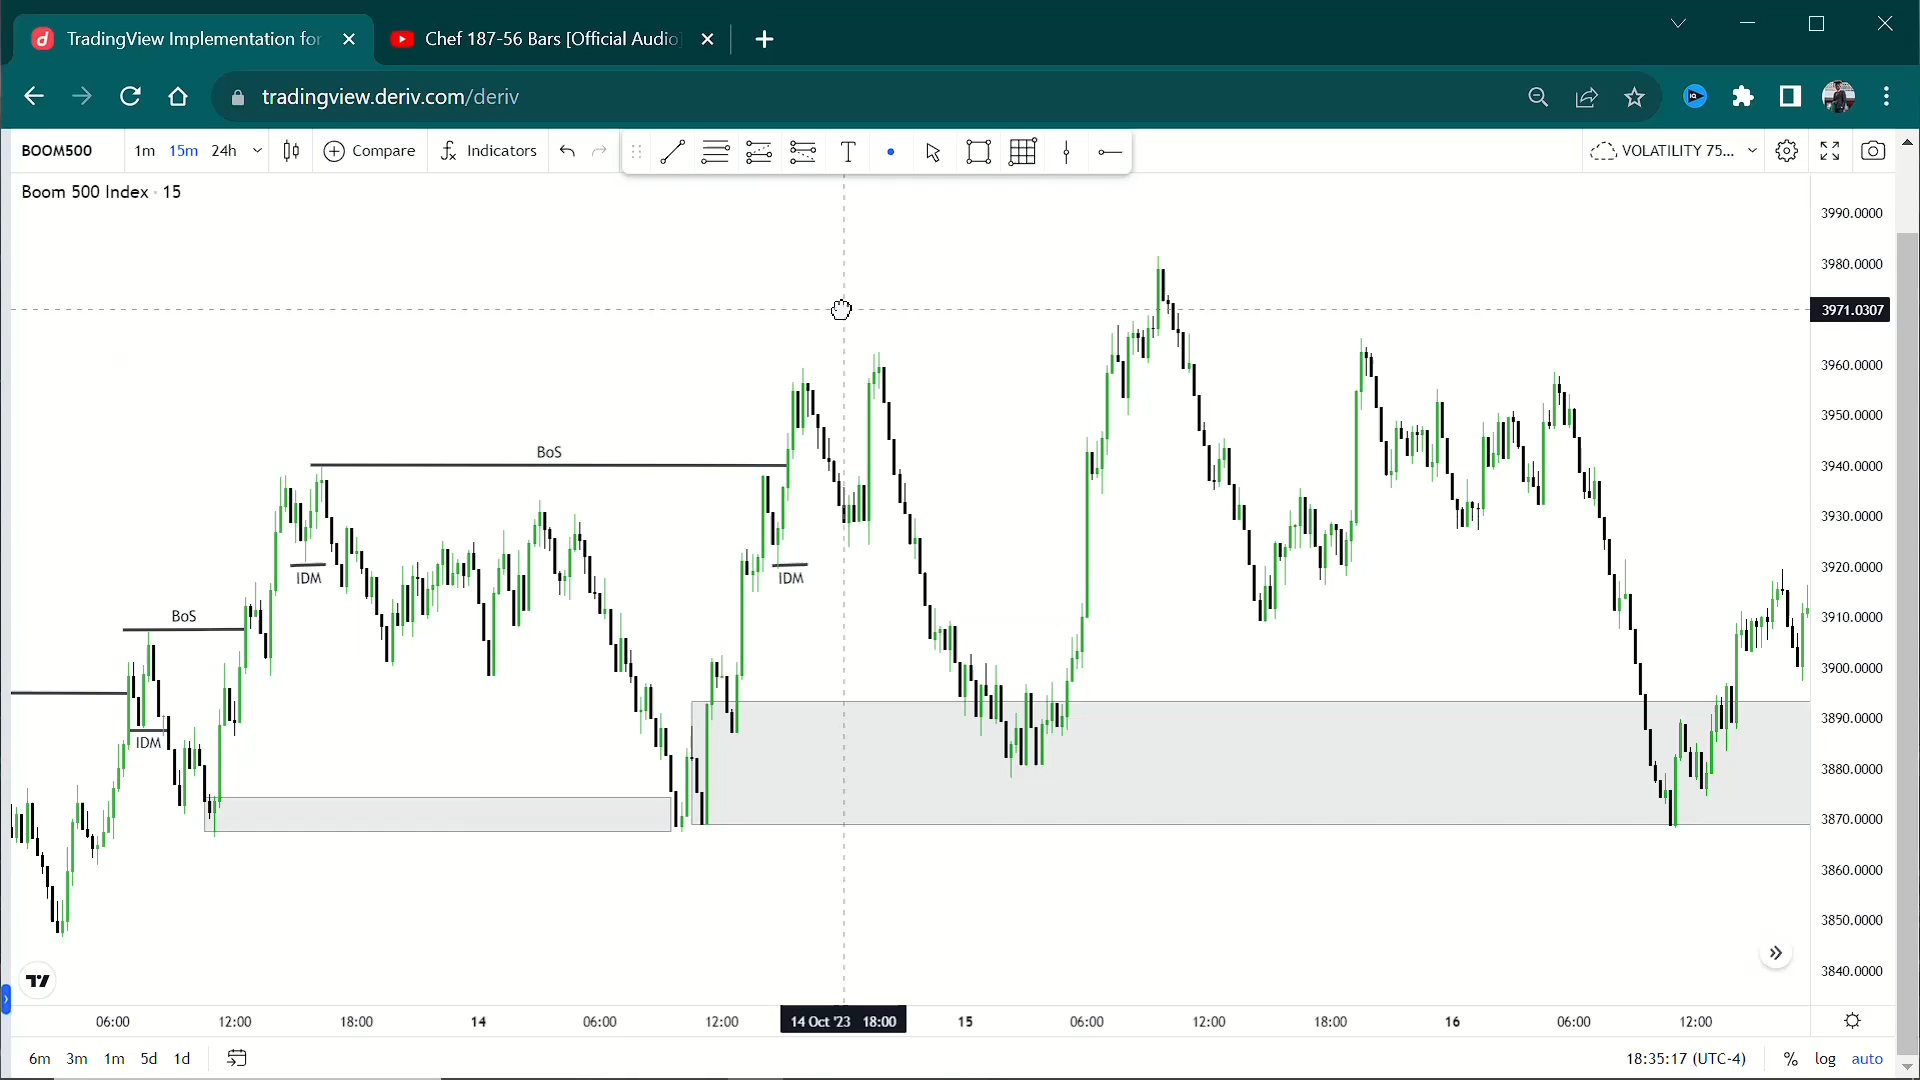 TradingView Implementation for
Chef 187-56 Bars [Official Audio]
tradingview.deriv.com/deriv
BOOM500
1m 15m 24h
Compare
Indicators
T
VOLATILITY 75...
Boom 500 Index · 15
3990.0000
3980.0000
3971.0307
3960.0000
3950.0000
3940.0000
3930.0000
3920.0000
3910.0000
3900.0000
3890.0000
3880.0000
3870.0000
3860.0000
3850.0000
3840.0000
BoS
IDM
IDM
BoS
IDM
06:00 12:00 18:00 14 06:00 12:00 14 Oct '23 18:00 15 06:00 12:00 18:00 16 06:00 12:00
6m 3m 1m 5d 1d
18:35:17 (UTC-4) % log auto